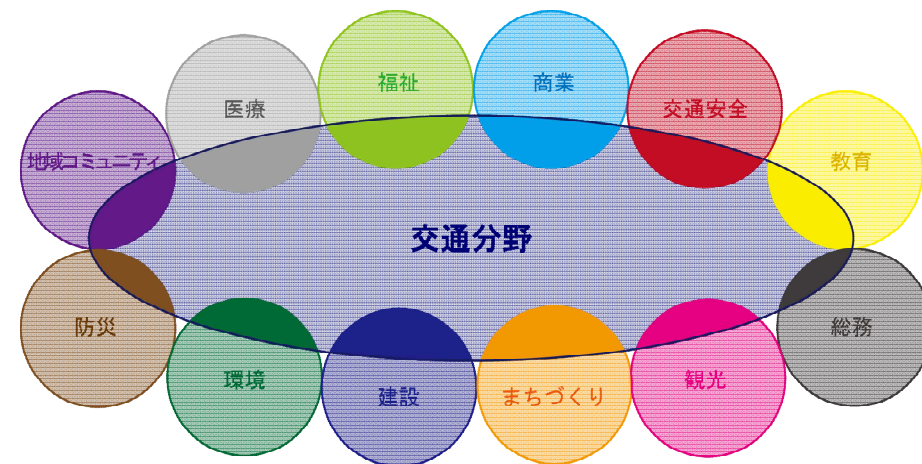 福祉
商業
医療
交通安全
地域コミュニティ
教育
交通分野
防災
総務
環境
建設
まちづくり
観光